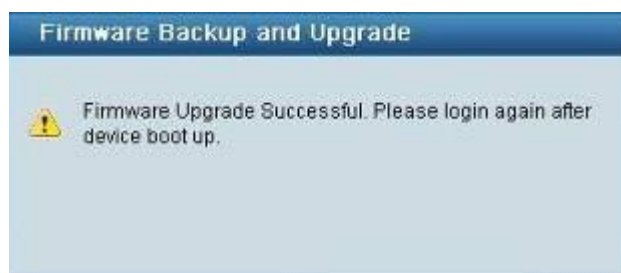 Firmware Backup and Upgrade
Firmware Upgrade Successful. Please login again after
device boot up.